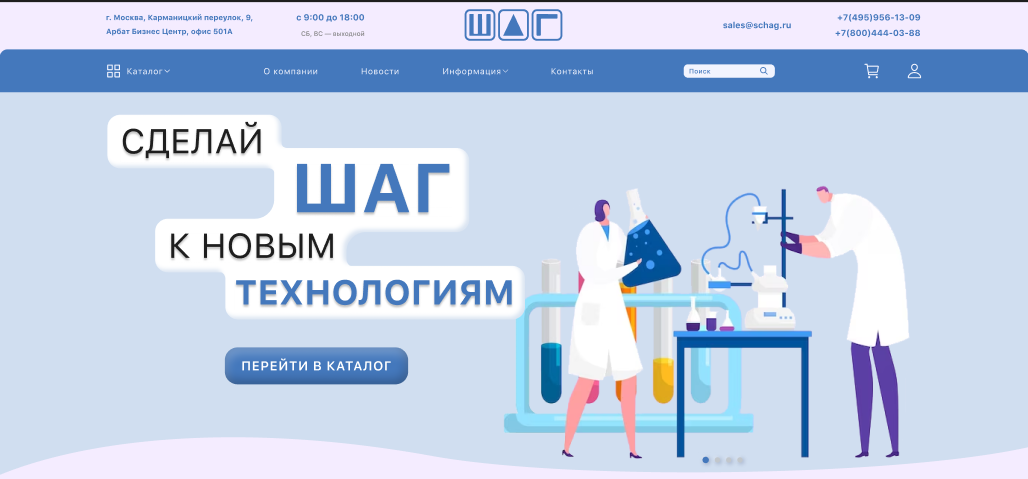 г. Москва, Карманицкий переулок, 9,
Арбат Бизнес Центр, офис 501А
с 9:00 до 18:00
СБ, ВС — выходной
ШАГ
sales@schag.ru
+7(495)956-13-09
+7(800)444-03-88
Каталог
О компании
Новости
Информация
Контакты
Поиск
СДЕЛАЙ
ШАГ
К НОВЫМ
ТЕХНОЛОГИЯМ
ПЕРЕЙТИ В КАТАЛОГ